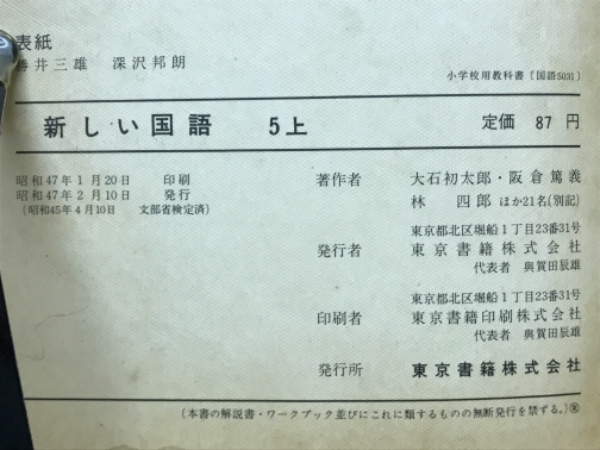 表紙
勝井三雄 深沢邦朗
小学校用教科書〔国語5031〕
新しい国語 5上 定価 87 円
昭和47年1月20日 印刷
昭和47年2月10日 発行
(昭和45年4月10日 文部省検定済)
著作者 大石初太郎・阪倉篤義
林 四郎 ほか21名(別記)
東京都北区堀船1丁目23番31号
発行者 東京書籍株式会社
代表者 與賀田辰雄
東京都北区堀船1丁目23番31号
印刷者 東京書籍印刷株式会社
代表者 與賀田辰雄
発行所 東京書籍株式会社
(本書の解説書・ワークブック並びにこれに類するものの無断発行を禁ずる。)